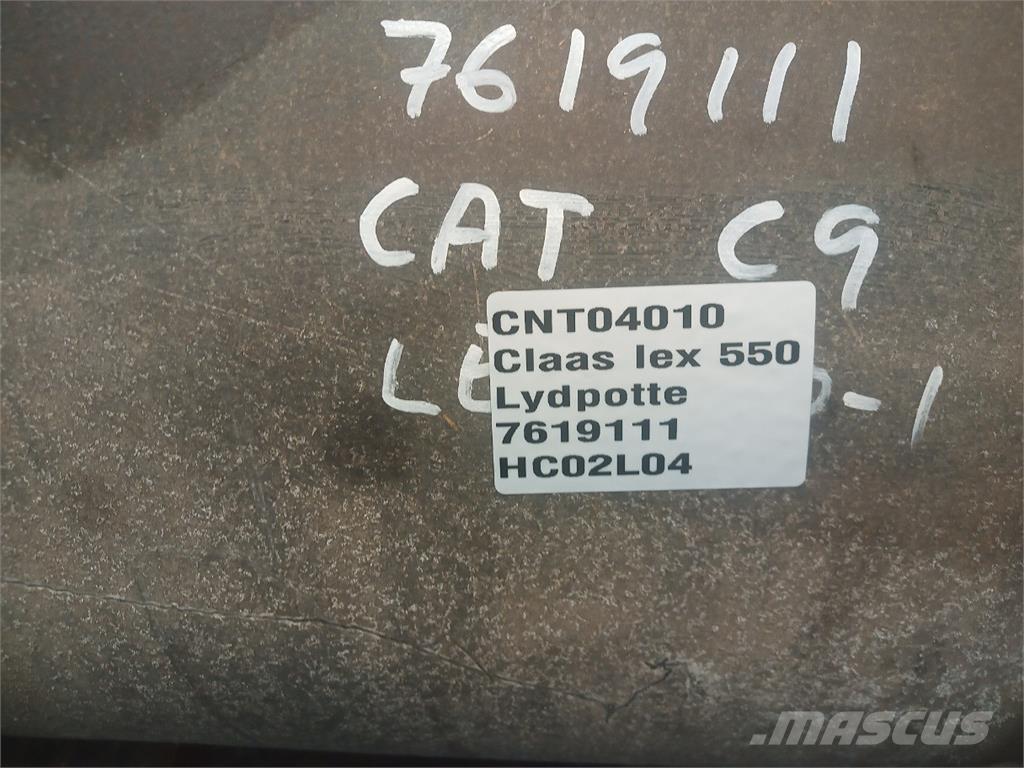 7619111
CAT C9
CNT04010
Claas lex 550
Lydpotte
7619111
HC02L04
MASCUS